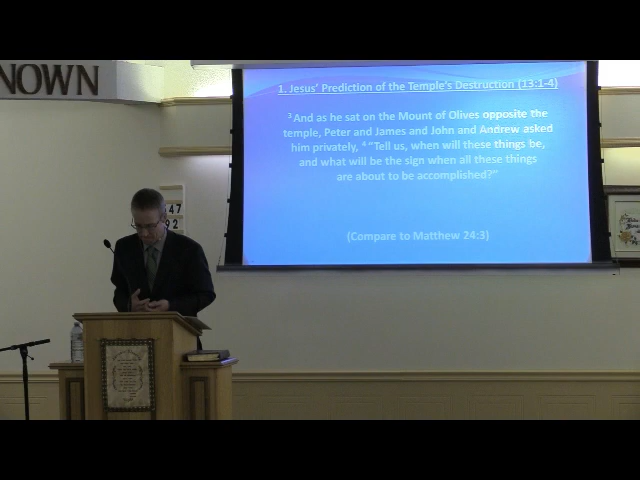 NOWN
1. Jesus' Prediction of the Temple's Destruction (13:1-4)
3 And as he sat on the Mount of Olives opposite the
temple, Peter and James and John and Andrew asked
him privately, 4 "Tell us, when will these things be,
and what will be the sign when all these things
are about to be accomplished?"
(Compare to Matthew 24:3)
47
92